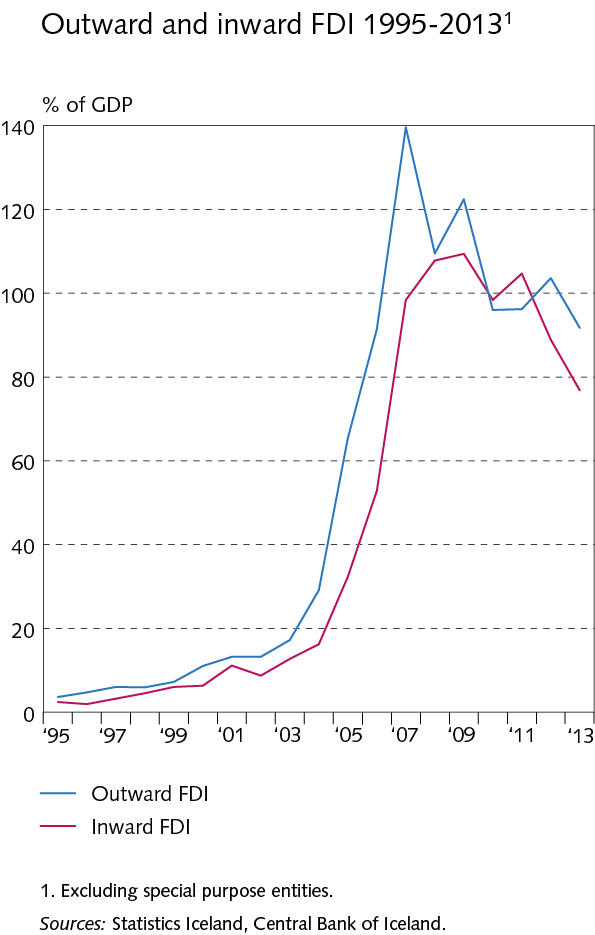 Outward and inward FDI 1995-2013¹
% of GDP
140
120
100
80
60
40
20
0
‘95 ‘97 ‘99 ‘01 ‘03 ‘05 ‘07 ‘09 ‘11 ‘13
Outward FDI
Inward FDI
1. Excluding special purpose entities.
Sources: Statistics Iceland, Central Bank of Iceland.